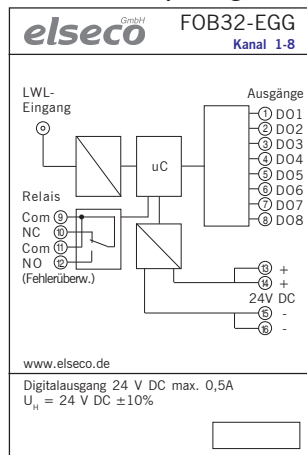 elseco GmbH
FOB32-EGG
Kanal 1-8
LWL-
Eingang
Ausgänge
1 DO1
2 DO2
3 DO3
4 DO4
5 DO5
6 DO6
7 DO7
8 DO8
uC
Relais
Com 9
NC 10
Com 11
NO 12
(Fehlerüberw.)
13 +
14 +
24V DC
15 -
16 -
www.elseco.de
Digitalausgang 24 V DC max. 0,5A
UH = 24 V DC ±10%